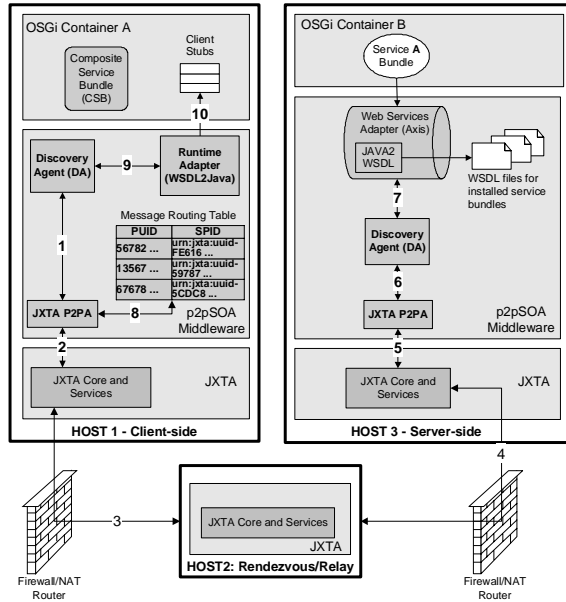 OSGi Container A
Composite
Service
Bundle
(CSB)
Client
Stubs
10
Discovery
Agent (DA)
9
Runtime
Adapter
(WSDL2Java)
1
Message Routing Table
PUID SPID
56782 ... urn:jxta:uuid-
FE616 ...
13567 ... urn:jxta:uuid-
59787 ...
67678 ... urn:jxta:uuid-
5CDC8 ...
JXTA P2PA
8
p2pSOA
Middleware
2
JXTA Core and
Services
JXTA
HOST 1 - Client-side
OSGi Container B
Service A
Bundle
Web Services
Adapter (Axis)
JAVA2
WSDL
WSDL files for
installed service
bundles
7
Discovery
Agent (DA)
6
JXTA P2PA
p2pSOA
Middleware
5
JXTA Core and
Services
JXTA
HOST 3 - Server-side
4
3
Firewall/NAT
Router
JXTA Core and Services
JXTA
HOST2: Rendezvous/Relay
Firewall/NAT
Router